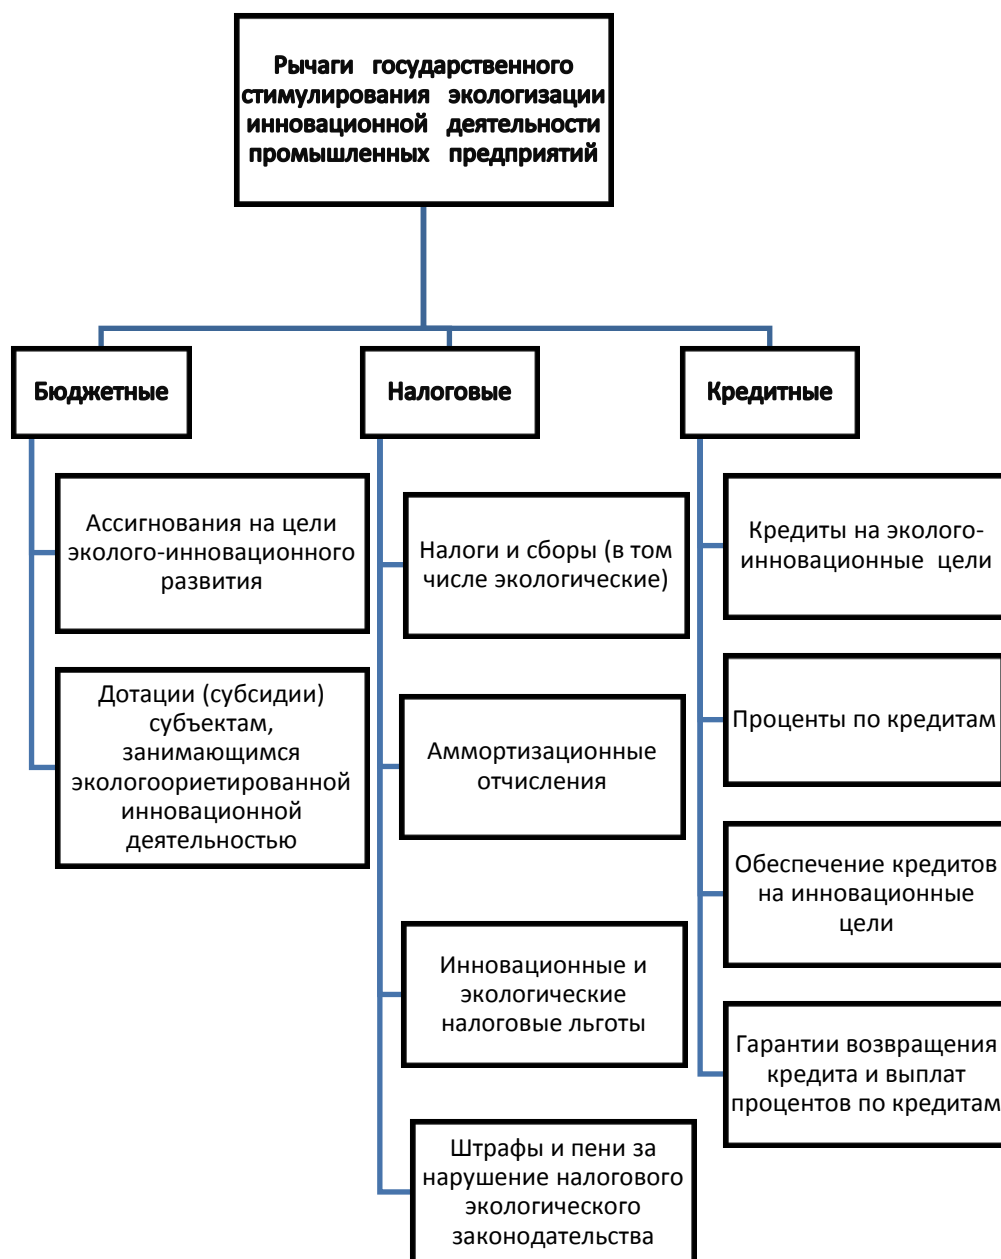 Рычаги государственного
стимулирования экологизации
инновационной деятельности
промышленных предприятий
Бюджетные
Ассигнования на цели
эколого-инновационного
развития
Дотации (субсидии)
субъектам,
занимающимся
экологоориетированной
инновационной
деятельностью
Налоговые
Налоги и сборы (в том
числе экологические)
Аммортизационные
отчисления
Инновационные и
экологические
налоговые льготы
Штрафы и пени за
нарушение налогового
экологического
законодательства
Кредитные
Кредиты на эколого-
инновационные цели
Проценты по кредитам
Обеспечение кредитов
на инновационные
цели
Гарантии возвращения
кредита и выплат
процентов по кредитам